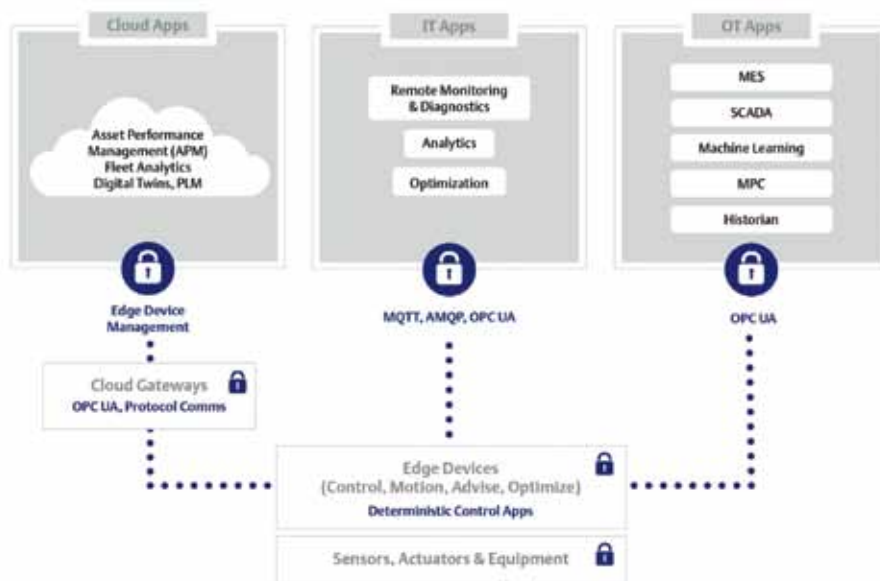 Cloud Apps
IT Apps
OT Apps
Asset Performance
Management (APM)
Fleet Analytics
Digital Twins, PLM
Remote Monitoring
& Diagnostics
Analytics
Optimization
MES
SCADA
Machine Learning
MPC
Historian
Edge Device
Management
MQTT, AMQP, OPC UA
OPC UA
Cloud Gateways
OPC UA, Protocol Comms
Edge Devices
(Control, Motion, Advise, Optimize)
Deterministic Control Apps
Sensors, Actuators & Equipment